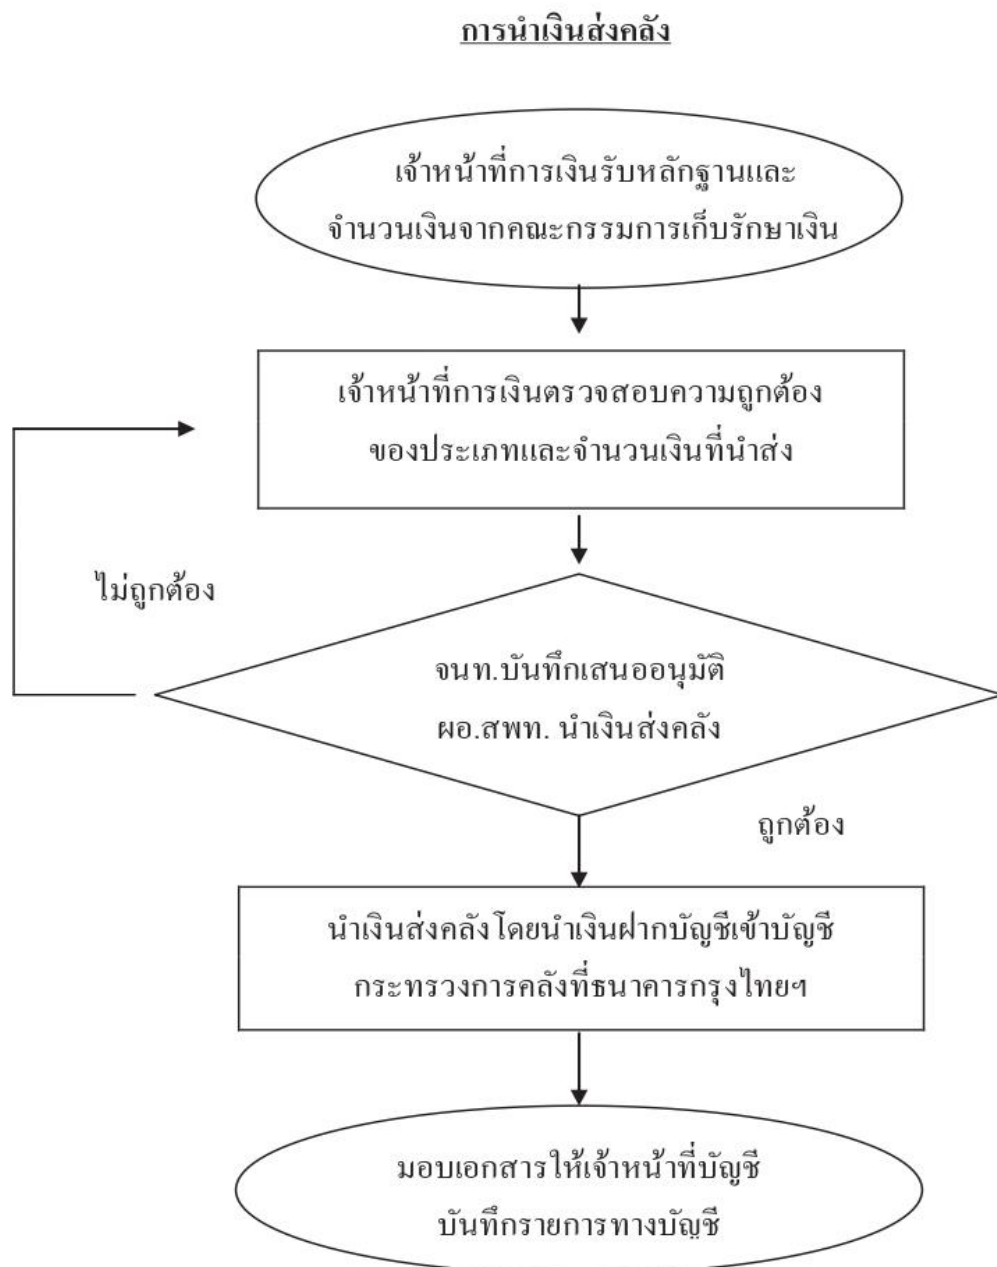 การนำเงินส่งคลัง
เจ้าหน้าที่การเงินรับหลักฐานและ
จำนวนเงินจากคณะกรรมการเก็บรักษาเงิน
เจ้าหน้าที่การเงินตรวจสอบความถูกต้อง
ของประเภทและจำนวนเงินที่นำส่ง
ไม่ถูกต้อง
จนท.บันทึกเสนออนุมัติ
ผอ.สพท. นำเงินส่งคลัง
ถูกต้อง
นำเงินส่งคลังโดยนำเงินฝากบัญชีเข้าบัญชี
กระทรวงการคลังที่ธนาคารกรุงไทยฯ
มอบเอกสารให้เจ้าหน้าที่บัญชี
บันทึกรายการทางบัญชี